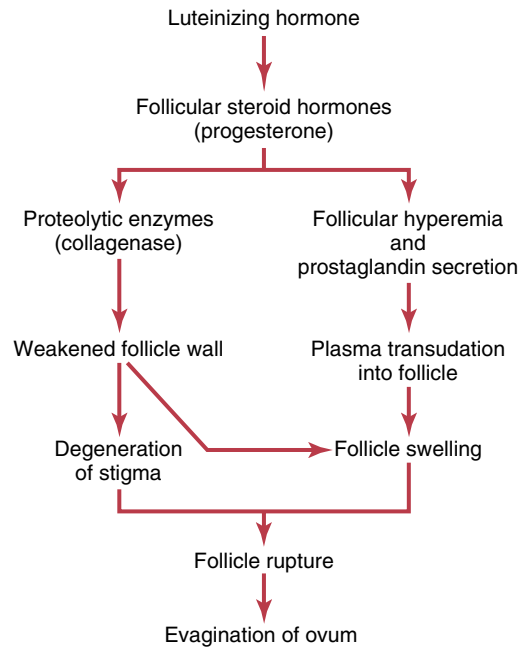 Luteinizing hormone
Follicular steroid hormones
(progesterone)
Proteolytic enzymes
(collagenase)
Follicular hyperemia
and
prostaglandin secretion
Weakened follicle wall
Plasma transudation
into follicle
Degeneration
of stigma
Follicle swelling
Follicle rupture
Evagination of ovum